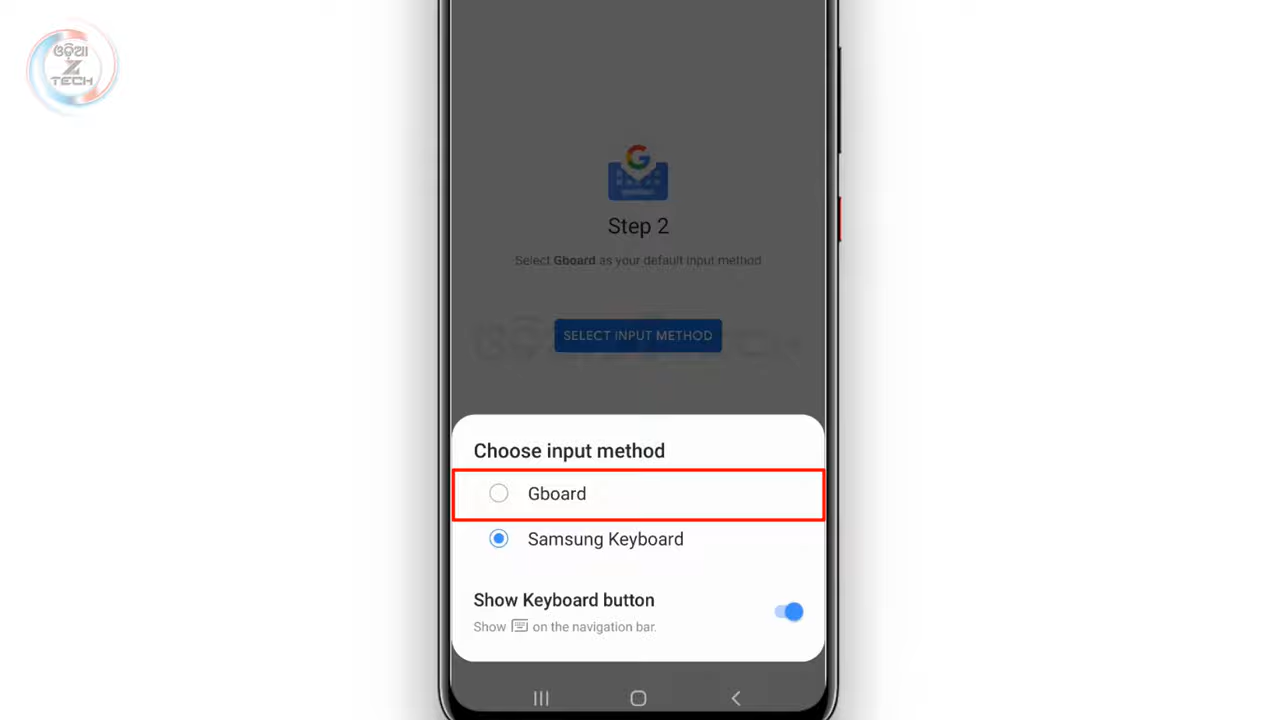 ଓଡ଼ିଆ
Z
TECH
Step 2
Select Gboard as your default input method
SELECT INPUT METHOD
Choose input method
Gboard
Samsung Keyboard
Show Keyboard button
Show on the navigation bar.